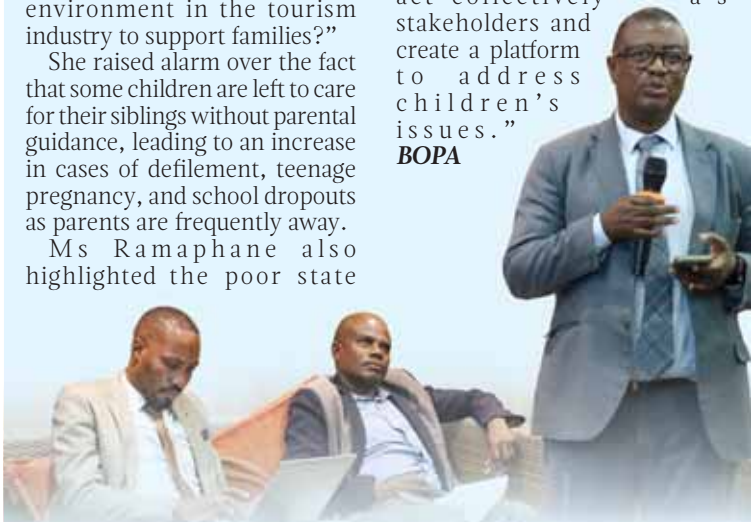 environment in the tourism
industry to support families?”
She raised alarm over the fact
that some children are left to care
for their siblings without parental
guidance, leading to an increase
in cases of defilement, teenage
pregnancy, and school dropouts
as parents are frequently away.
Ms Ramaphane also
highlighted the poor state
act collectively as
stakeholders and
create a platform
to address
children’s
issues.”
BOPA